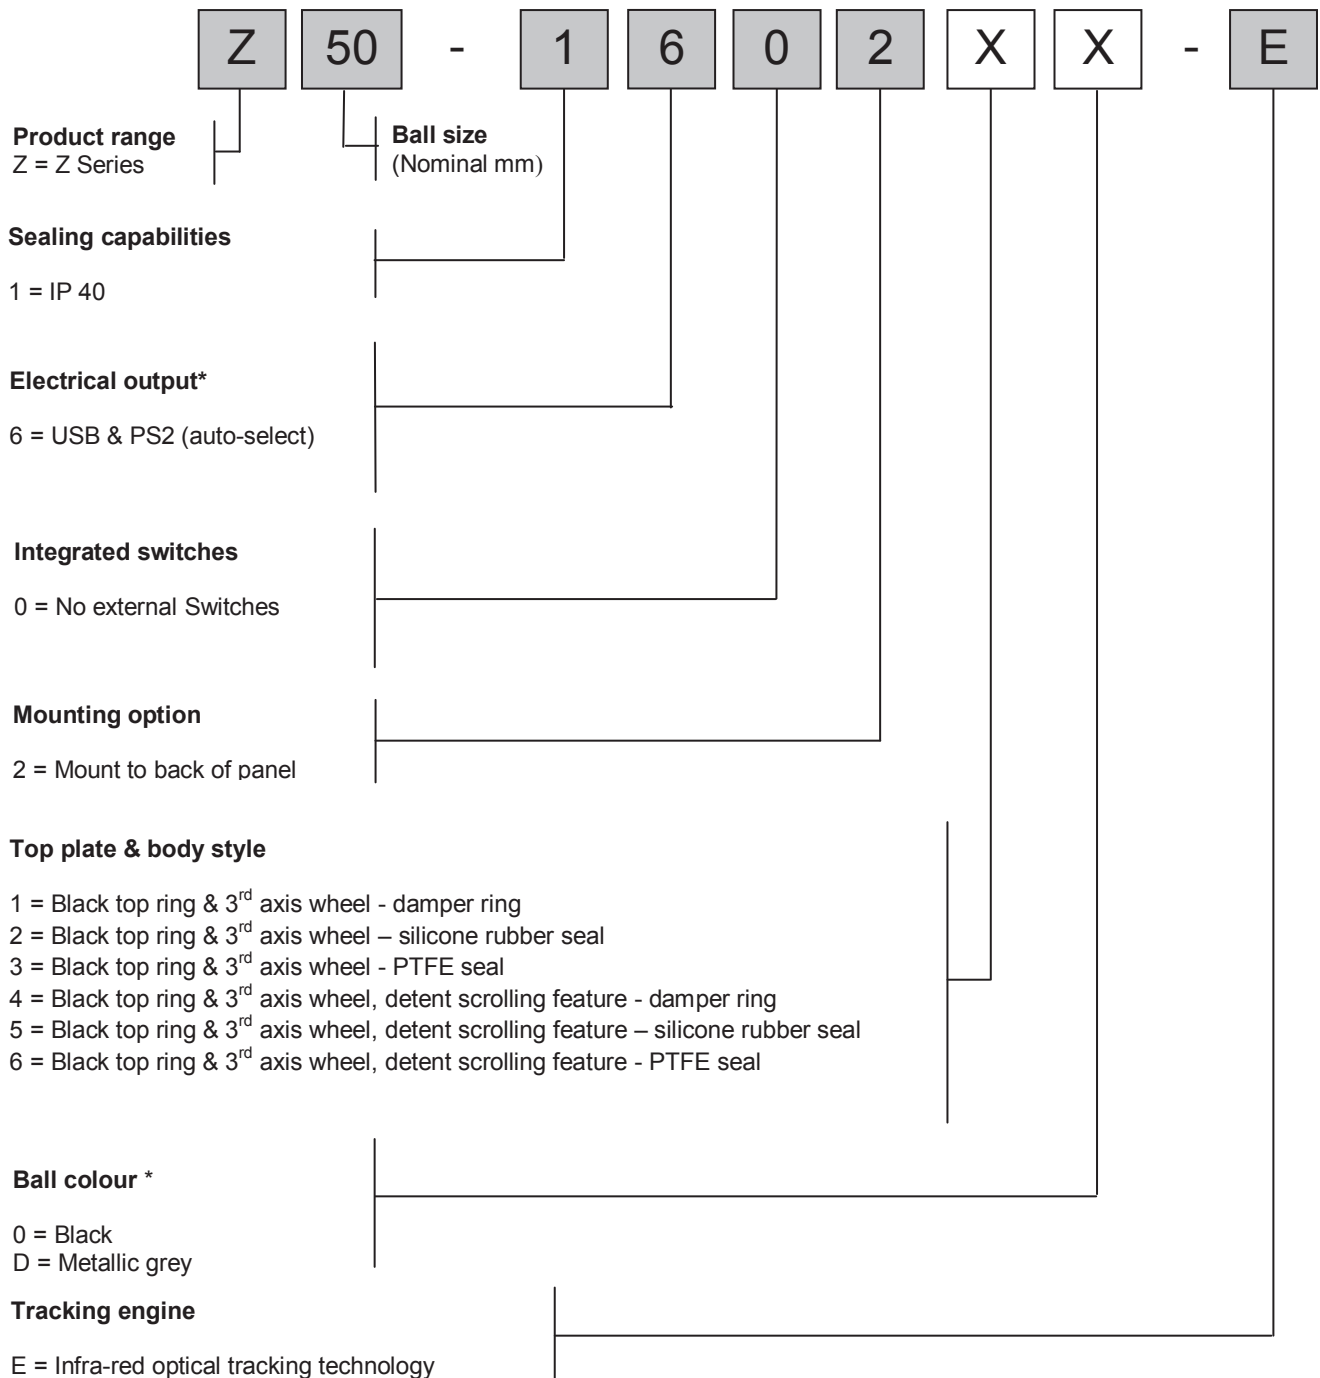 Z 50 - 1 6 0 2 X X - E
Product range
Z = Z Series
Ball size
(Nominal mm)
Sealing capabilities
1 = IP 40
Electrical output*
6 = USB & PS2 (auto-select)
Integrated switches
0 = No external Switches
Mounting option
2 = Mount to back of panel
Top plate & body style
1 = Black top ring & 3rd axis wheel - damper ring
2 = Black top ring & 3rd axis wheel – silicone rubber seal
3 = Black top ring & 3rd axis wheel - PTFE seal
4 = Black top ring & 3rd axis wheel, detent scrolling feature - damper ring
5 = Black top ring & 3rd axis wheel, detent scrolling feature – silicone rubber seal
6 = Black top ring & 3rd axis wheel, detent scrolling feature - PTFE seal
Ball colour *
0 = Black
D = Metallic grey
Tracking engine
E = Infra-red optical tracking technology